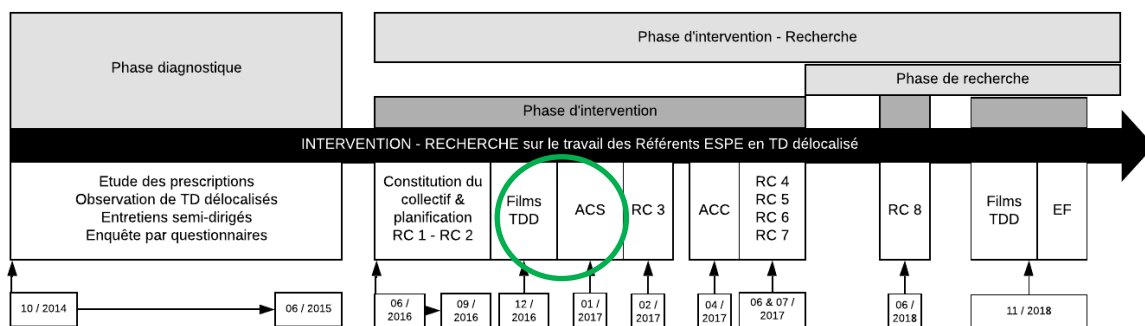 Phase diagnostique
Phase d'intervention - Recherche
Phase de recherche
Phase d'intervention
INTERVENTION - RECHERCHE sur le travail des Référents ESPE en TD délocalisé
Etude des prescriptions
Observation de TD délocalisés
Entretiens semi-dirigés
Enquête par questionnaires
Constitution du
collectif &
planification
RC 1 - RC 2
Films
TDD
ACS
RC 3
ACC
RC 4
RC 5
RC 6
RC 7
RC 8
Films
TDD
EF
10 / 2014
06 / 2015
06 /
2016
09 /
2016
12 /
2016
01 /
2017
02 /
2017
04 /
2017
06 & 07 /
2017
06 /
2018
11 / 2018